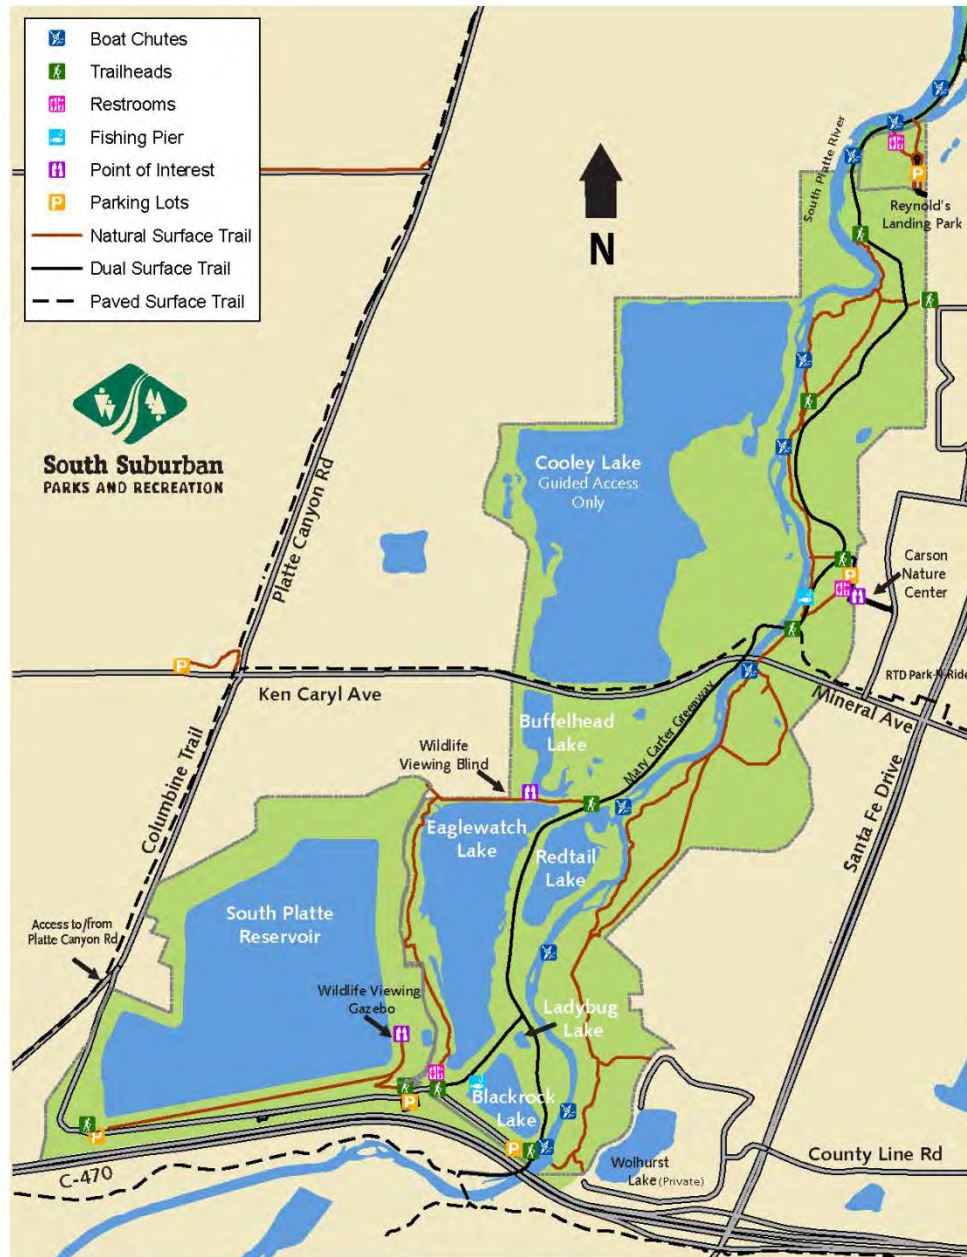 Boat Chutes
Trailheads
Restrooms
Fishing Pier
Point of Interest
P
Parking Lots
Natural Surface Trail
Dual Surface Trail
Paved Surface Trail
N
South Platte River
P
Reynold's
Landing Park
South Suburban
PARKS AND RECREATION
Platte Canyon Rd
Cooley Lake
Guided Access
Only
Carson
Nature
Center
P
P
Ken Caryl Ave
RTD Park-N-Ride
Mineral Ave
Buffelhead
Lake
Mary Carter Greenway
Wildlife
Viewing Blind
Columbine Trail
Santa Fe Drive
Eaglewatch
Lake
Redtail
Lake
South Platte
Reservoir
Access to/from
Platte Canyon Rd
Wildlife Viewing
Gazebo
Ladybug
Lake
Blackrock
Lake
P
P
P
C-470
Wolhurst
Lake (Private)
County Line Rd